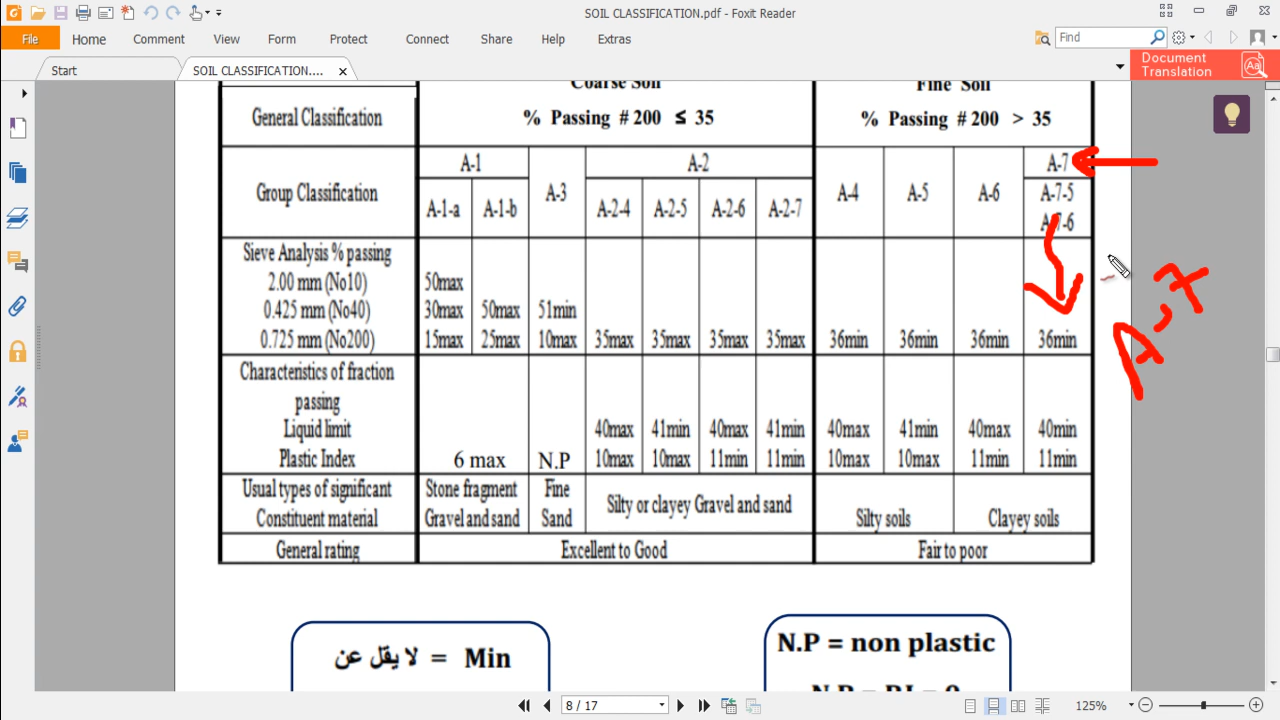 SOIL CLASSIFICATION.pdf - Foxit Reader
File Home Comment View Form Protect Connect Share Help Extras
Find
Start SOIL CLASSIFICATION....
Document
Translation
Coarse Soil Fine Soil
General Classification % Passing # 200 ≤ 35 % Passing # 200 > 35
A-1 A-2 A-7
Group Classification A-3 A-4 A-5 A-6 A-7-5
A-1-a A-1-b A-2-4 A-2-5 A-2-6 A-2-7
A-7-6
Sieve Analysis % passing
2.00 mm (No10) 50max
0.425 mm (No40) 30max 50max 51min
0.725 mm (No200) 15max 25max 10max 35max 35max 35max 35max 36min 36min 36min 36min
A-7
Characteristics of fraction
passing
Liquid limit 40max 41min 40max 41min 40max 41min 40max 40min
Plastic Index 6 max N.P 10max 10max 11min 11min 10max 10max 11min 11min
Usual types of significant Stone fragment Fine Silty or clayey Gravel and sand
Constituent material Gravel and sand Sand Silty soils Clayey soils
General rating Excellent to Good Fair to poor
لا يقل عن = Min
N.P = non plastic
N.P = PI = 0
8 / 17
125%